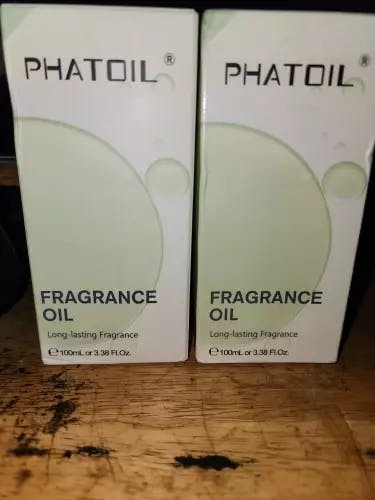 PHATOIL®
FRAGRANCE
OIL
Long-lasting Fragrance
℮100mL or 3.38 Fl.Oz.
PHATOIL®
FRAGRANCE
OIL
Long-lasting Fragrance
℮100mL or 3.38 Fl.Oz.